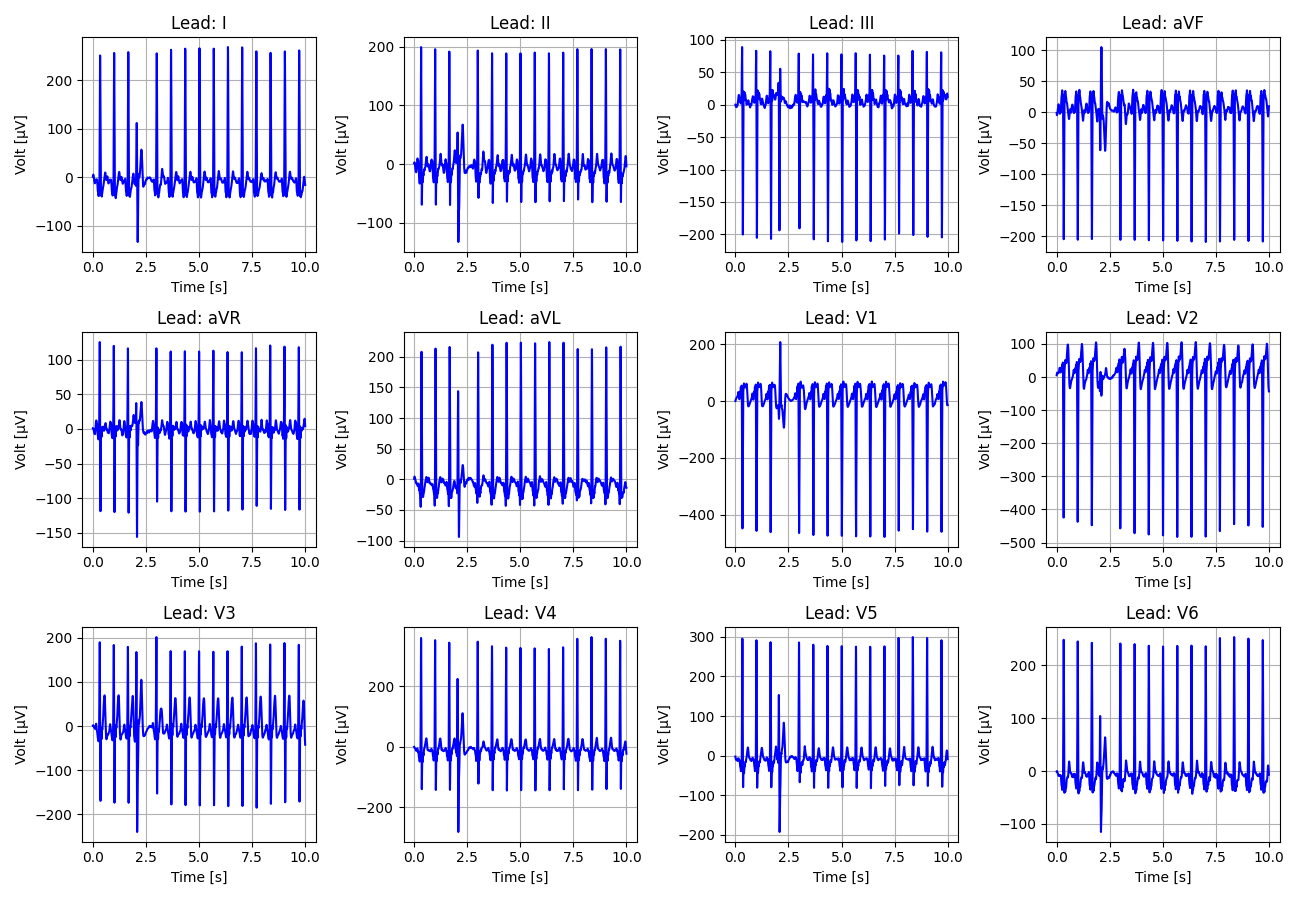 Lead: I
Lead: II
Lead: III
Lead: aVF
Volt [µV]
200
100
0
−100
0.0 2.5 5.0 7.5 10.0
Time [s]
Volt [µV]
200
100
0
−100
0.0 2.5 5.0 7.5 10.0
Time [s]
Volt [µV]
100
50
0
−50
−100
−150
−200
0.0 2.5 5.0 7.5 10.0
Time [s]
Volt [µV]
100
50
0
−50
−100
−150
−200
0.0 2.5 5.0 7.5 10.0
Time [s]
Lead: aVR
Lead: aVL
Lead: V1
Lead: V2
Volt [µV]
100
50
0
−50
−100
−150
0.0 2.5 5.0 7.5 10.0
Time [s]
Volt [µV]
200
150
100
50
0
−50
−100
0.0 2.5 5.0 7.5 10.0
Time [s]
Volt [µV]
200
0
−200
−400
0.0 2.5 5.0 7.5 10.0
Time [s]
Volt [µV]
100
0
−100
−200
−300
−400
−500
0.0 2.5 5.0 7.5 10.0
Time [s]
Lead: V3
Lead: V4
Lead: V5
Lead: V6
Volt [µV]
200
100
0
−100
−200
0.0 2.5 5.0 7.5 10.0
Time [s]
Volt [µV]
200
0
−200
0.0 2.5 5.0 7.5 10.0
Time [s]
Volt [µV]
300
200
100
0
−100
−200
0.0 2.5 5.0 7.5 10.0
Time [s]
Volt [µV]
200
100
0
−100
0.0 2.5 5.0 7.5 10.0
Time [s]